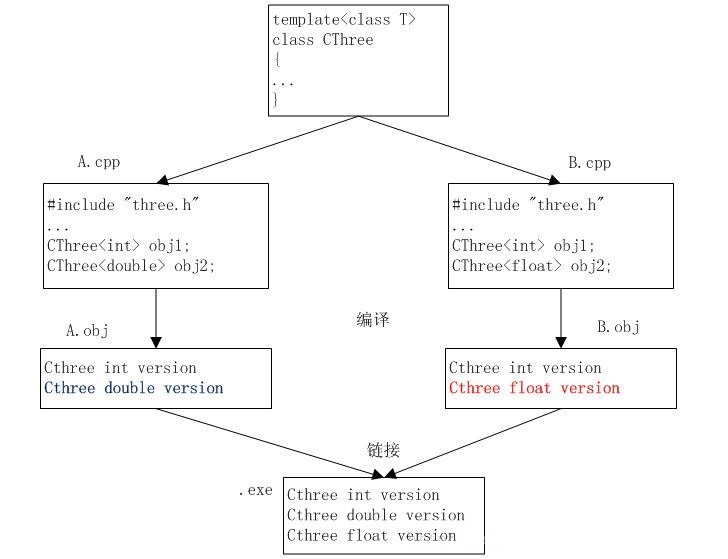 template<class T>
class CThree
{
...
}
A.cpp
B.cpp
#include "three.h"
...
CThree<int> obj1;
CThree<double> obj2;
#include "three.h"
...
CThree<int> obj1;
CThree<float> obj2;
编译
A.obj
B.obj
Cthree int version
Cthree double version
Cthree int version
Cthree float version
链接
.exe
Cthree int version
Cthree double version
Cthree float version